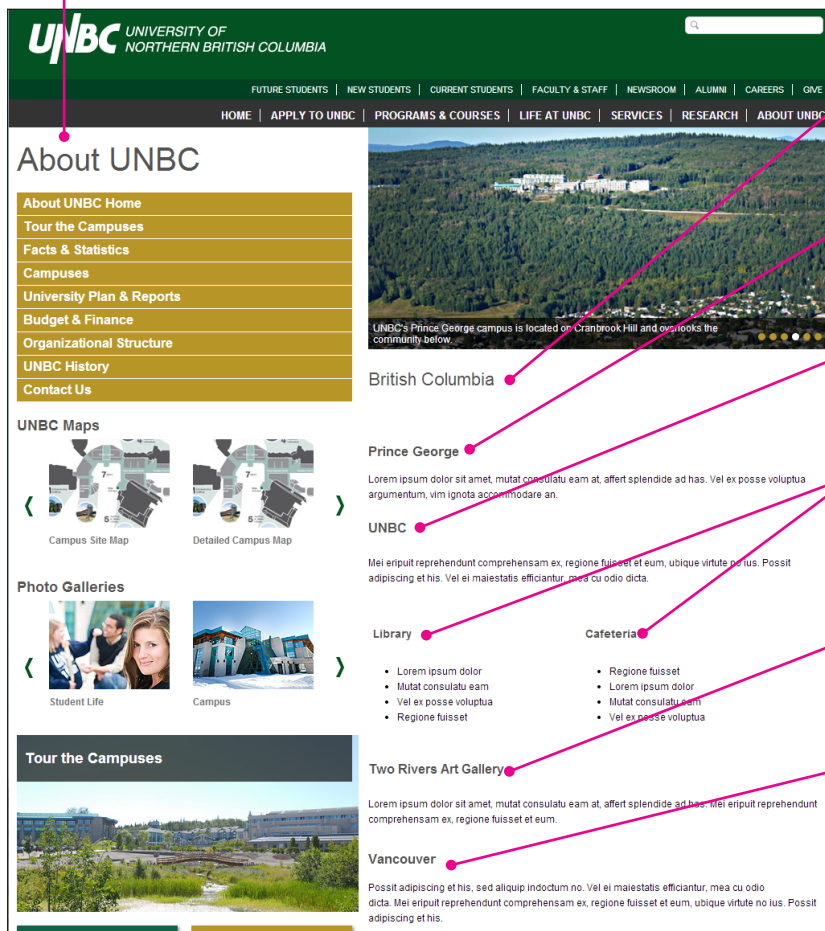 UNBC UNIVERSITY OF
NORTHERN BRITISH COLUMBIA
FUTURE STUDENTS | NEW STUDENTS | CURRENT STUDENTS | FACULTY & STAFF | NEWSROOM | ALUMNI | CAREERS | GIVE
HOME | APPLY TO UNBC | PROGRAMS & COURSES | LIFE AT UNBC | SERVICES | RESEARCH | ABOUT UNBC
About UNBC
About UNBC Home
Tour the Campuses
Facts & Statistics
Campuses
University Plan & Reports
Budget & Finance
Organizational Structure
UNBC History
Contact Us
UNBC Maps
7
5
7
5
Campus Site Map
Detailed Campus Map
Photo Galleries
Student Life
Campus
Tour the Campuses
UNBC's Prince George campus is located on Cranbrook Hill and overlooks the
community below.
British Columbia
Prince George
Lorem ipsum dolor sit amet, mutat consulatu eam at, affert splendide ad has. Vel ex posse voluptua
argumentum, vim ignota accommodare an.
UNBC
Mei eripuit reprehendunt comprehensam ex, regione fuisset et eum, ubique virtute no ius. Possit
adipiscing et his. Vel ei maiestatis efficiantur, mea cu odio dicta.
Library
• Lorem ipsum dolor
• Mutat consulatu eam
• Vel ex posse voluptua
• Regione fuisset
Cafeteria
• Regione fuisset
• Lorem ipsum dolor
• Mutat consulatu eam
• Vel ex posse voluptua
Two Rivers Art Gallery
Lorem ipsum dolor sit amet, mutat consulatu eam at, affert splendide ad has. Mei eripuit reprehendunt
comprehensam ex, regione fuisset et eum.
Vancouver
Possit adipiscing et his, sed aliquip indoctum no. Vel ei maiestatis efficiantur, mea cu odio
dicta. Mei eripuit reprehendunt comprehensam ex, regione fuisset et eum, ubique virtute no ius. Possit
adipiscing et his.